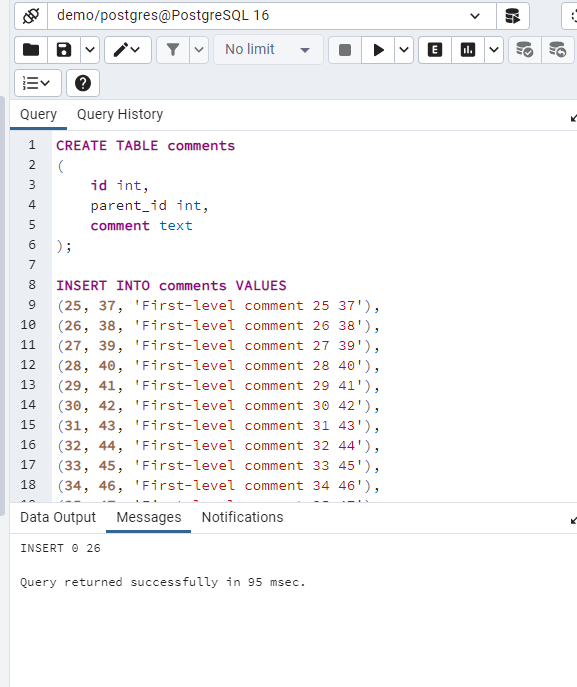 demo/postgres@PostgreSQL 16
No limit
E
Query Query History
1 CREATE TABLE comments
2 (
3 id int,
4 parent_id int,
5 comment text
6 );
7
8 INSERT INTO comments VALUES
9 (25, 37, 'First-level comment 25 37'),
10 (26, 38, 'First-level comment 26 38'),
11 (27, 39, 'First-level comment 27 39'),
12 (28, 40, 'First-level comment 28 40'),
13 (29, 41, 'First-level comment 29 41'),
14 (30, 42, 'First-level comment 30 42'),
15 (31, 43, 'First-level comment 31 43'),
16 (32, 44, 'First-level comment 32 44'),
17 (33, 45, 'First-level comment 33 45'),
18 (34, 46, 'First-level comment 34 46'),
Data Output Messages Notifications
INSERT 0 26
Query returned successfully in 95 msec.